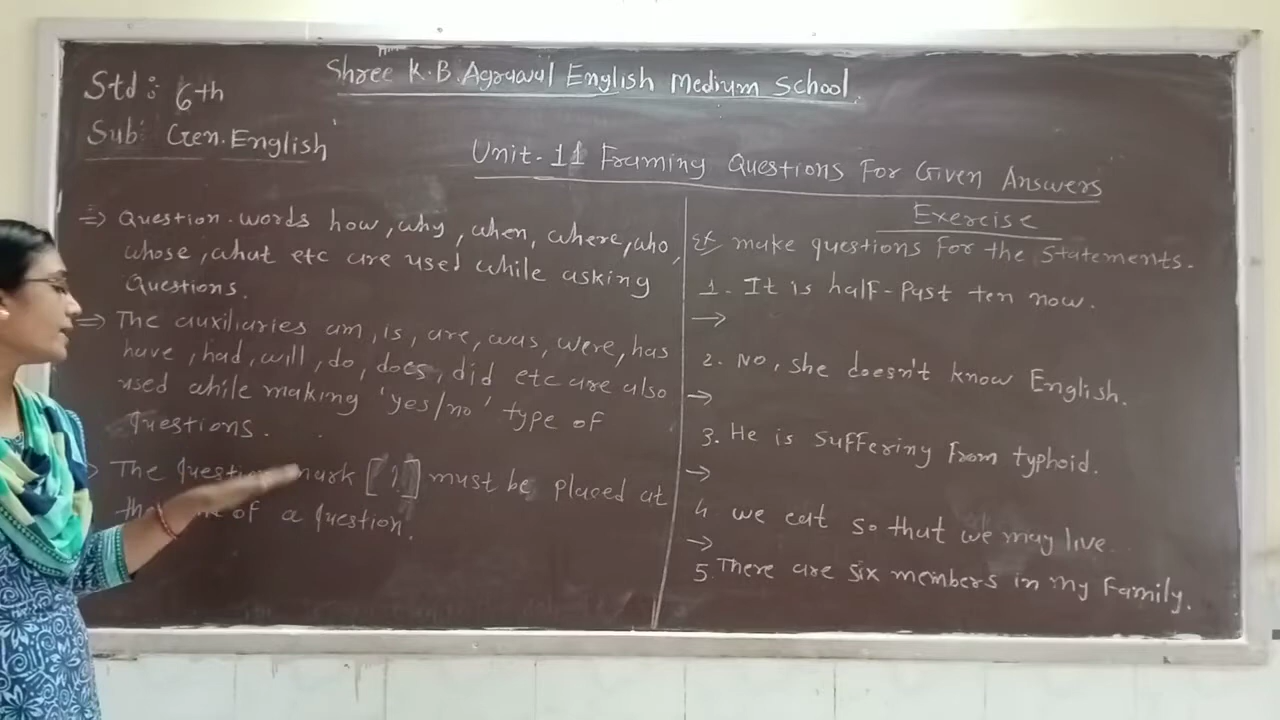 Shree K.B. Agrawal English Medium School.
Std: 6th
Sub: Gen. English
Unit-11 Framing Questions For Given Answers
⇒ Question-words how, why, when, where, who,
whose, what etc are used while asking
Questions.
⇒ The auxiliaries am, is, are, was, were, has
have, had, will, do, does, did etc are also
used while making 'yes/no' type of
questions.
The question mark [?] must be placed at
of a question.
Exercise
Ex make questions for the statements.
1. It is half-past ten now.
→
2. No, she doesn't know English.
→
3. He is suffering from typhoid.
→
4 we eat so that we may live.
→
5. There are six members in my family.